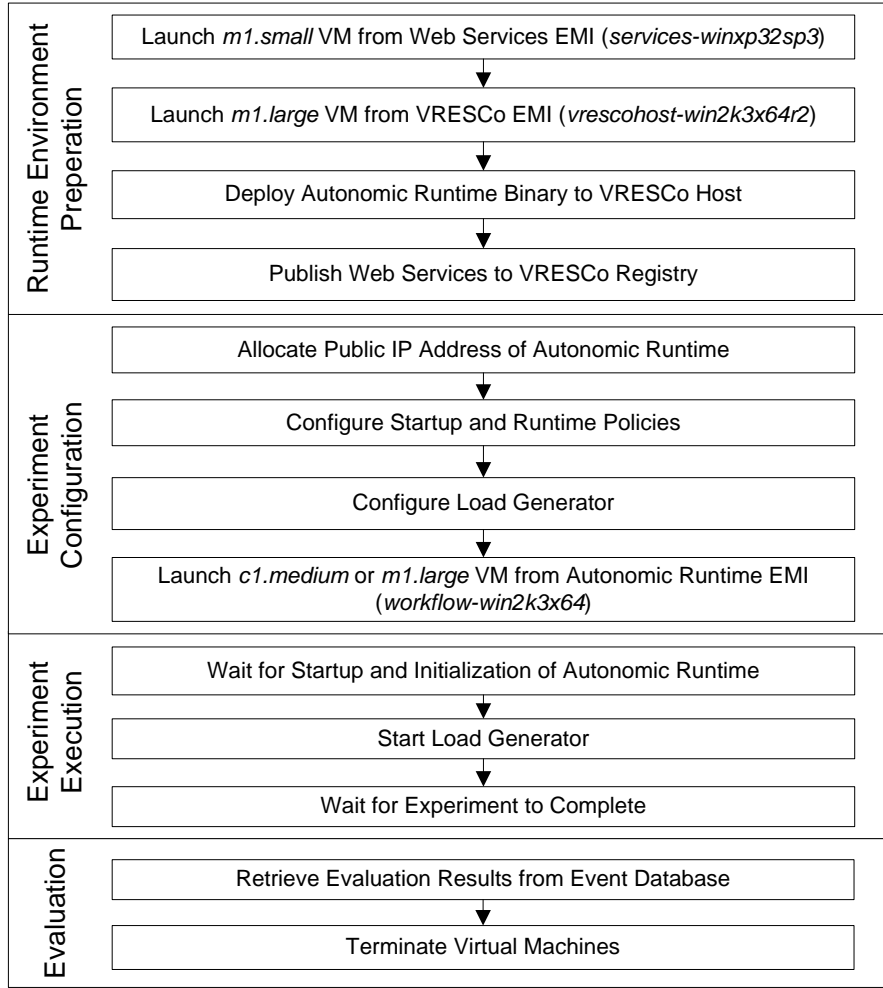 Runtime Environment
Preperation
Launch m1.small VM from Web Services EMI (services-winxp32sp3)
Launch m1.large VM from VRESCo EMI (vrescohost-win2k3x64r2)
Deploy Autonomic Runtime Binary to VRESCo Host
Publish Web Services to VRESCo Registry
Experiment
Configuration
Allocate Public IP Address of Autonomic Runtime
Configure Startup and Runtime Policies
Configure Load Generator
Launch c1.medium or m1.large VM from Autonomic Runtime EMI
(workflow-win2k3x64)
Experiment
Execution
Wait for Startup and Initialization of Autonomic Runtime
Start Load Generator
Wait for Experiment to Complete
Evaluation
Retrieve Evaluation Results from Event Database
Terminate Virtual Machines